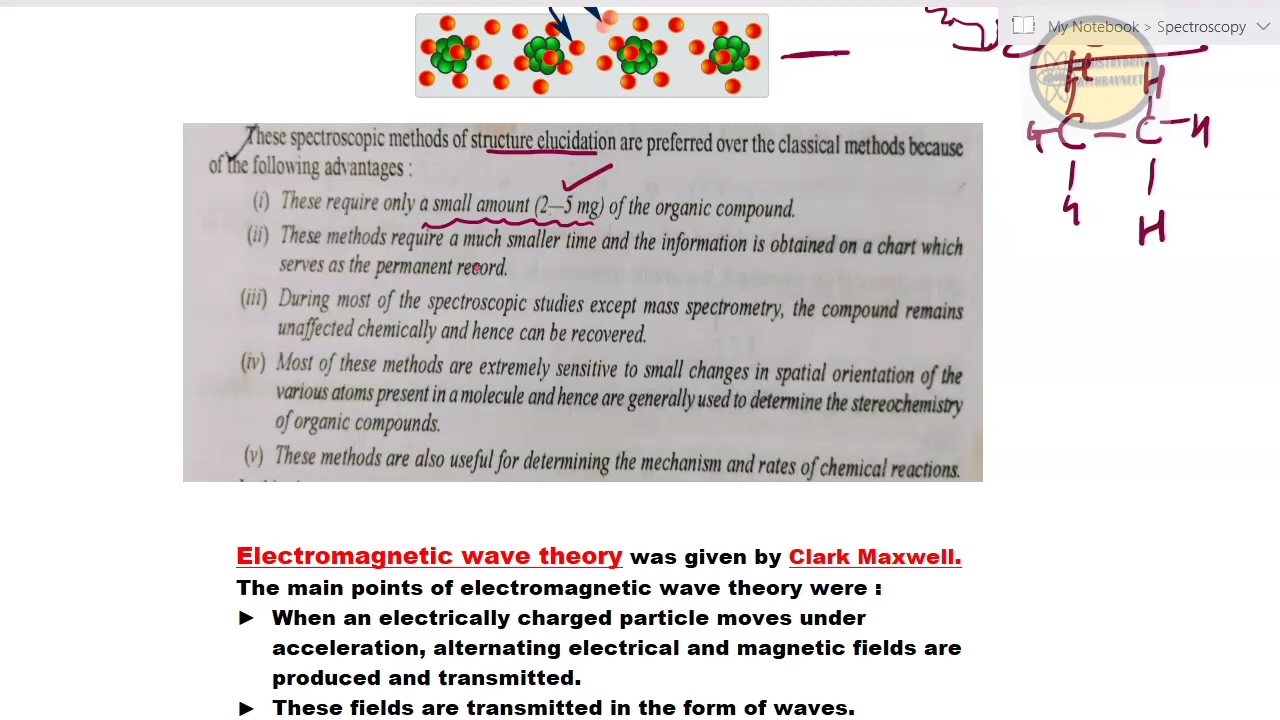 My Notebook > Spectroscopy
H H
C — C — H
H
These spectroscopic methods of structure elucidation are preferred over the classical methods because
of the following advantages :
(i) These require only a small amount (2—5 mg) of the organic compound.
(ii) These methods require a much smaller time and the information is obtained on a chart which
serves as the permanent record.
(iii) During most of the spectroscopic studies except mass spectrometry, the compound remains
unaffected chemically and hence can be recovered.
(iv) Most of these methods are extremely sensitive to small changes in spatial orientation of the
various atoms present in a molecule and hence are generally used to determine the stereochemistry
of organic compounds.
(v) These methods are also useful for determining the mechanism and rates of chemical reactions.
Electromagnetic wave theory was given by Clark Maxwell.
The main points of electromagnetic wave theory were :
► When an electrically charged particle moves under
acceleration, alternating electrical and magnetic fields are
produced and transmitted.
► These fields are transmitted in the form of waves.